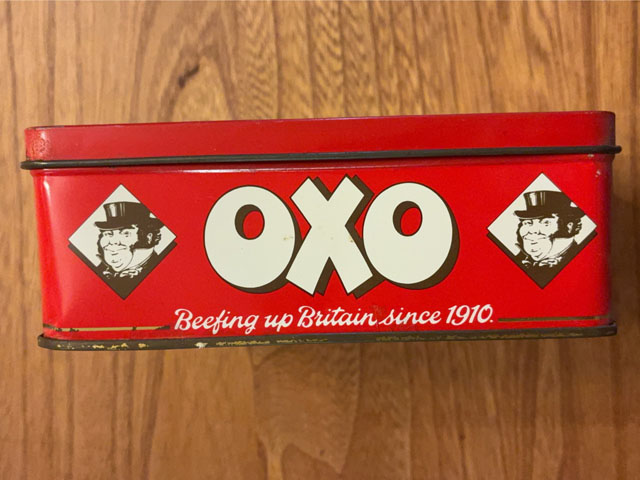 OXO
Beefing up Britain since 1910.